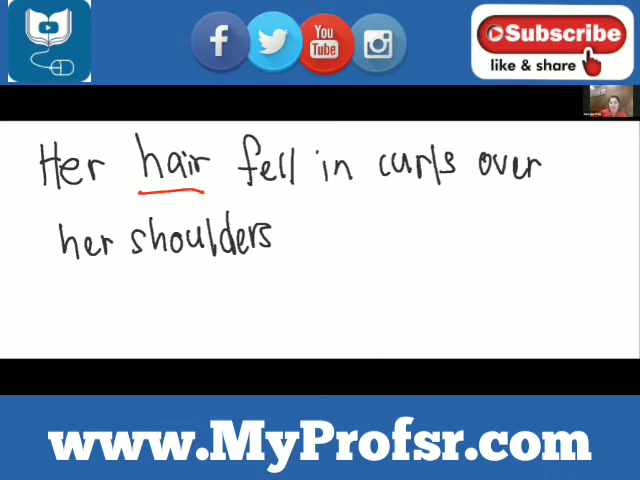 You
Tube
Subscribe
like & share
Her hair fell in curls over
her shoulders
www.MyProfsr.com